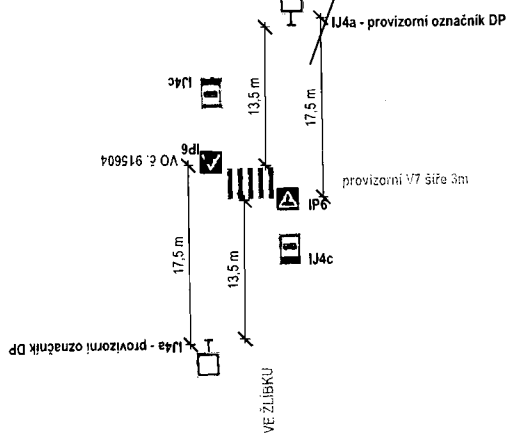 IJ4a - provizorní označník DP
IJ4c
13,5 m
17,5 m
IP6
VO č. 915604
provizorní V7 šíře 3m
IP6
IJ4c
17,5 m
13,5 m
IJ4a - provizorní označník DP
VE ŽLÍBKU